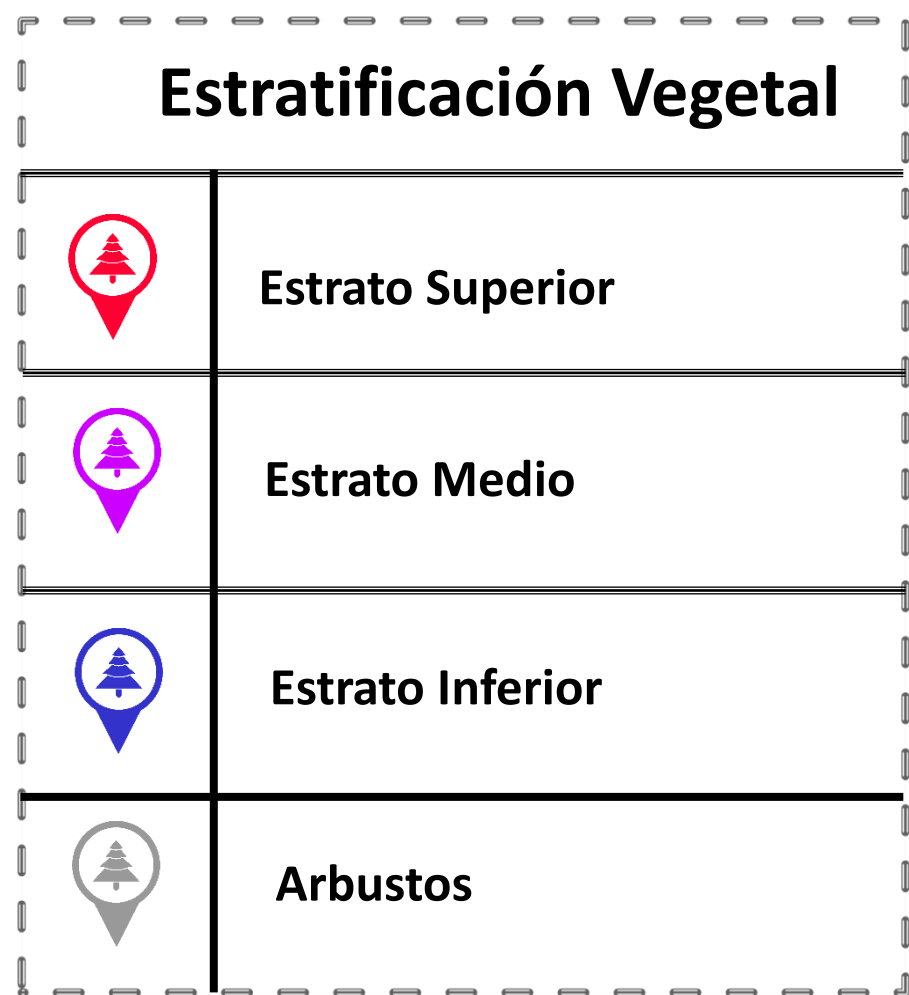 Estratificación Vegetal
Estrato Superior
Estrato Medio
Estrato Inferior
Arbustos